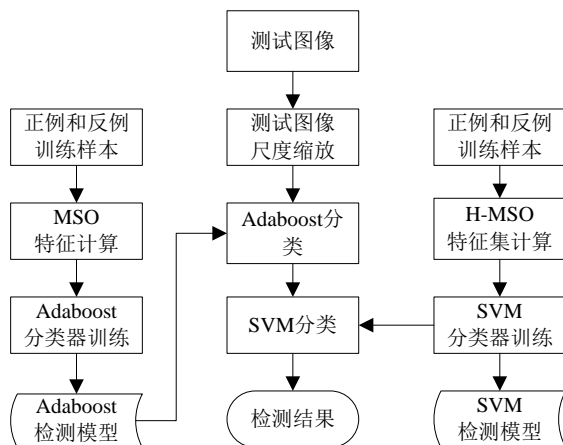 测试图像
正例和反例
训练样本
测试图像
尺度缩放
正例和反例
训练样本
MSO
特征计算
Adaboost分
类
H-MSO
特征集计算
Adaboost
分类器训练
SVM分类
SVM
分类器训练
Adaboost
检测模型
检测结果
SVM
检测模型